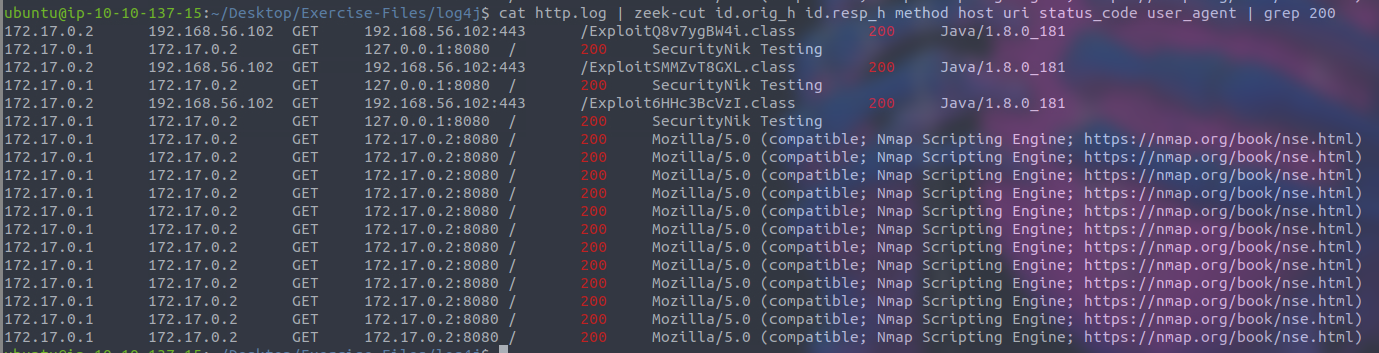 ubuntu@ip-10-10-137-15:~/Desktop/Exercise-Files/log4j$ cat http.log | zeek-cut id.orig_h id.resp_h method host uri status_code user_agent | grep 200
172.17.0.2 192.168.56.102 GET 192.168.56.102:443 /ExploitQ8v7ygBW4i.class 200 Java/1.8.0_181
172.17.0.1 172.17.0.2 GET 127.0.0.1:8080 / 200 SecurityNik Testing
172.17.0.2 192.168.56.102 GET 192.168.56.102:443 /ExploitSMMZvT8GXL.class 200 Java/1.8.0_181
172.17.0.1 172.17.0.2 GET 127.0.0.1:8080 / 200 SecurityNik Testing
172.17.0.2 192.168.56.102 GET 192.168.56.102:443 /Exploit6HHc3BcVzI.class 200 Java/1.8.0_181
172.17.0.1 172.17.0.2 GET 127.0.0.1:8080 / 200 SecurityNik Testing
172.17.0.1 172.17.0.2 GET 172.17.0.2:8080 / 200 Mozilla/5.0 (compatible; Nmap Scripting Engine; https://nmap.org/book/nse.html)
172.17.0.1 172.17.0.2 GET 172.17.0.2:8080 / 200 Mozilla/5.0 (compatible; Nmap Scripting Engine; https://nmap.org/book/nse.html)
172.17.0.1 172.17.0.2 GET 172.17.0.2:8080 / 200 Mozilla/5.0 (compatible; Nmap Scripting Engine; https://nmap.org/book/nse.html)
172.17.0.1 172.17.0.2 GET 172.17.0.2:8080 / 200 Mozilla/5.0 (compatible; Nmap Scripting Engine; https://nmap.org/book/nse.html)
172.17.0.1 172.17.0.2 GET 172.17.0.2:8080 / 200 Mozilla/5.0 (compatible; Nmap Scripting Engine; https://nmap.org/book/nse.html)
172.17.0.1 172.17.0.2 GET 172.17.0.2:8080 / 200 Mozilla/5.0 (compatible; Nmap Scripting Engine; https://nmap.org/book/nse.html)
172.17.0.1 172.17.0.2 GET 172.17.0.2:8080 / 200 Mozilla/5.0 (compatible; Nmap Scripting Engine; https://nmap.org/book/nse.html)
172.17.0.1 172.17.0.2 GET 172.17.0.2:8080 / 200 Mozilla/5.0 (compatible; Nmap Scripting Engine; https://nmap.org/book/nse.html)
172.17.0.1 172.17.0.2 GET 172.17.0.2:8080 / 200 Mozilla/5.0 (compatible; Nmap Scripting Engine; https://nmap.org/book/nse.html)
172.17.0.1 172.17.0.2 GET 172.17.0.2:8080 / 200 Mozilla/5.0 (compatible; Nmap Scripting Engine; https://nmap.org/book/nse.html)
172.17.0.1 172.17.0.2 GET 172.17.0.2:8080 / 200 Mozilla/5.0 (compatible; Nmap Scripting Engine; https://nmap.org/book/nse.html)
172.17.0.1 172.17.0.2 GET 172.17.0.2:8080 / 200 Mozilla/5.0 (compatible; Nmap Scripting Engine; https://nmap.org/book/nse.html)
ubuntu@ip-10-10-137-15:~/Desktop/Exercise-Files/log4j$